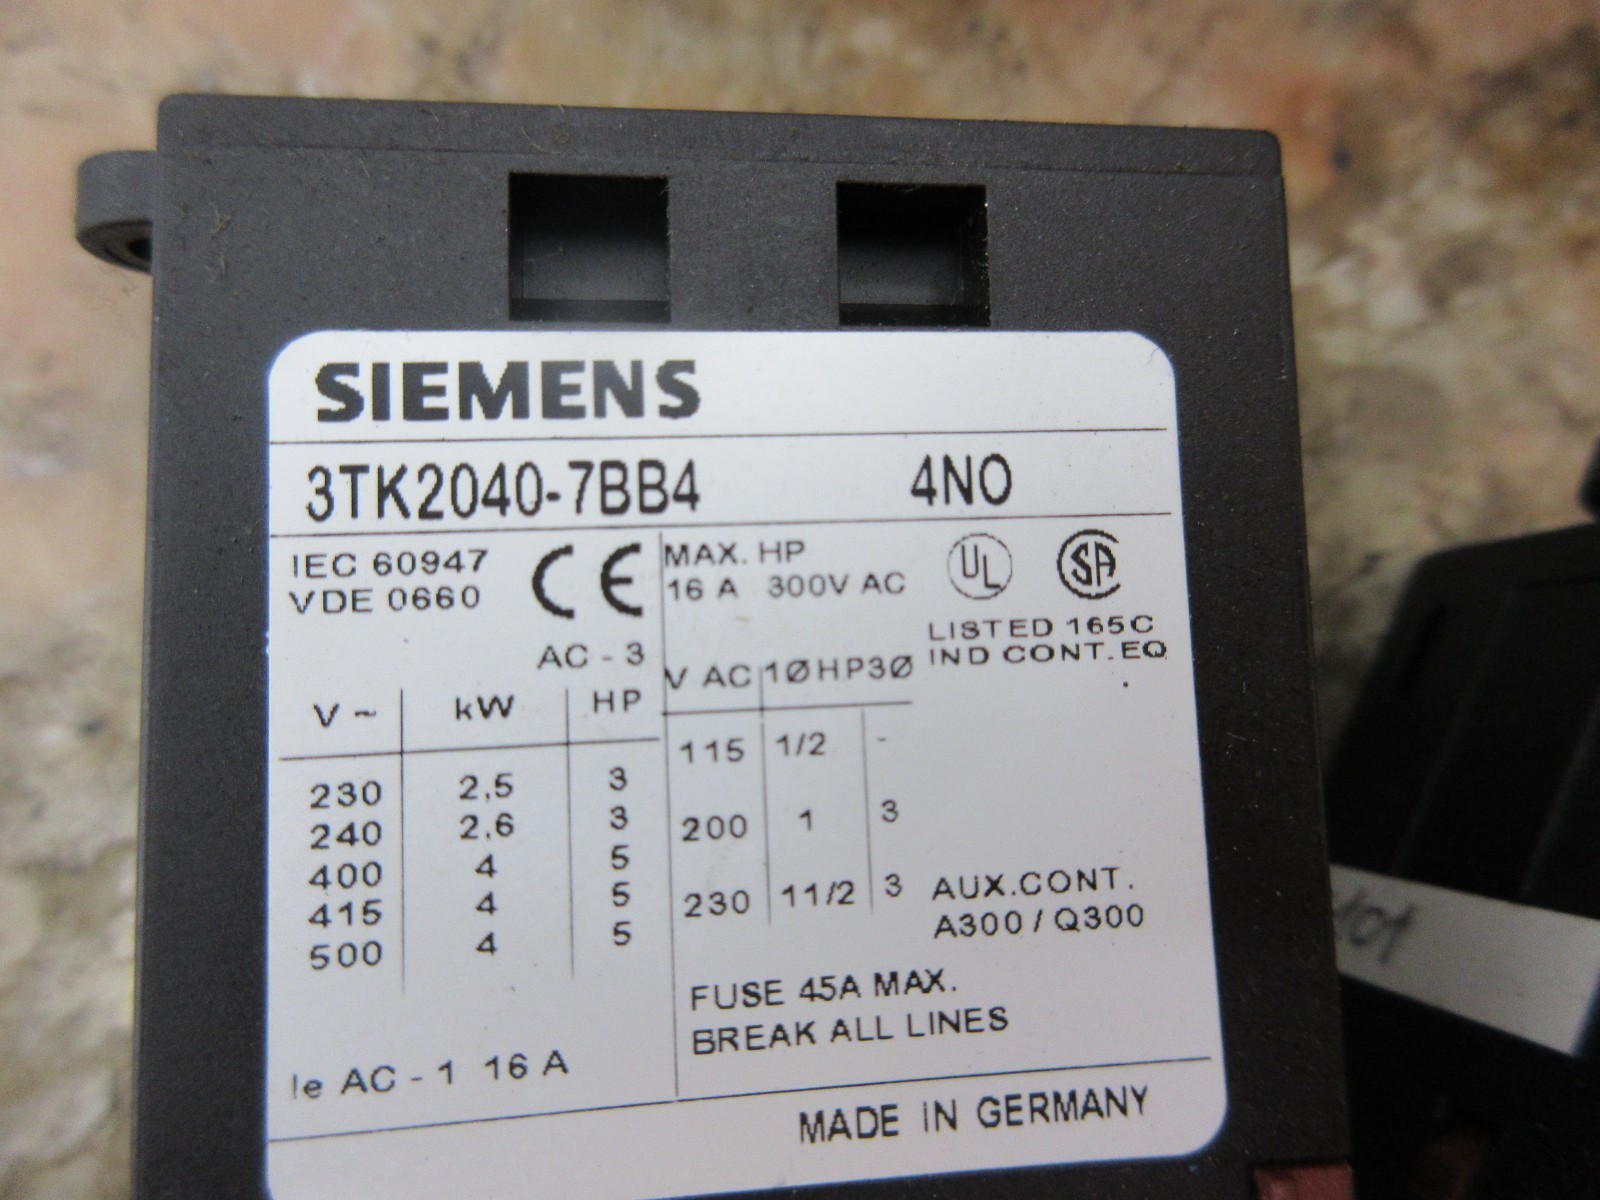 SIEMENS
3TK2040-7BB4 4NO
IEC 60947
VDE 0660
CE
AC - 3
V ~ kW HP
230 2,5 3
240 2,6 3
400 4 5
415 4 5
500 4 5
Ie AC - 1 16 A
MAX. HP
16 A 300V AC
V AC 1Ø HP 3Ø
115 1/2 -
200 1 3
230 11/2 3
UL SA
LISTED 165C
IND CONT. EQ
AUX.CONT.
A300 / Q300
FUSE 45A MAX.
BREAK ALL LINES
MADE IN GERMANY